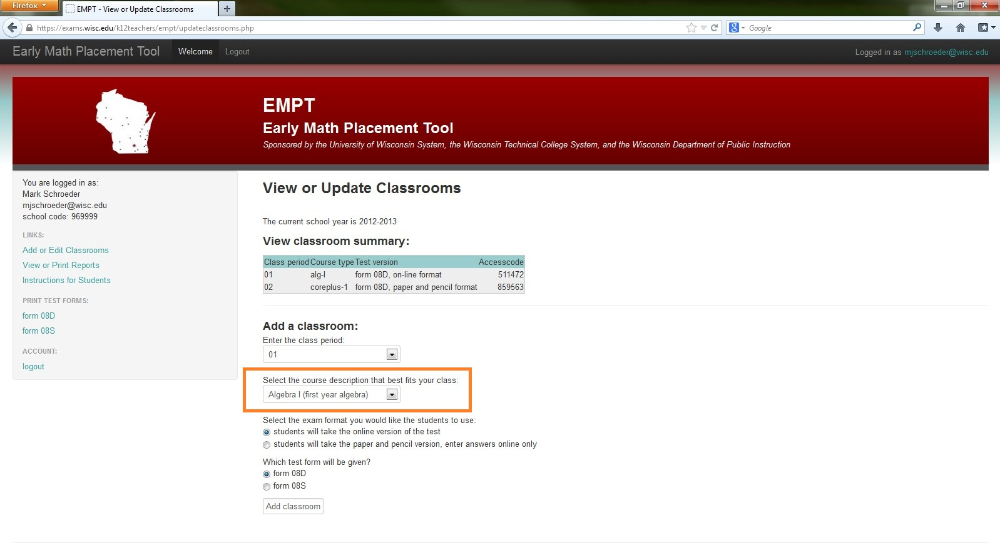 Firefox
EMPT - View or Update Classrooms
https://exams.wisc.edu/k12teachers/empt/updateclassrooms.php
Google
Early Math Placement Tool Welcome Logout Logged in as mjschroeder@wisc.edu
EMPT
Early Math Placement Tool
Sponsored by the University of Wisconsin System, the Wisconsin Technical College System, and the Wisconsin Department of Public Instruction
You are logged in as:
Mark Schroeder
mjschroeder@wisc.edu
school code: 969999
LINKS:
Add or Edit Classrooms
View or Print Reports
Instructions for Students
PRINT TEST FORMS:
form 08D
form 08S
ACCOUNT:
logout
View or Update Classrooms
The current school year is 2012-2013
View classroom summary:
Class period Course type Test version Accesscode
01 alg-I form 08D, on-line format 511472
02 coreplus-1 form 08D, paper and pencil format 859563
Add a classroom:
Enter the class period:
01
Select the course description that best fits your class:
Algebra I (first year algebra)
Select the exam format you would like the students to use:
students will take the online version of the test
students will take the paper and pencil version, enter answers online only
Which test form will be given?
form 08D
form 08S
Add classroom